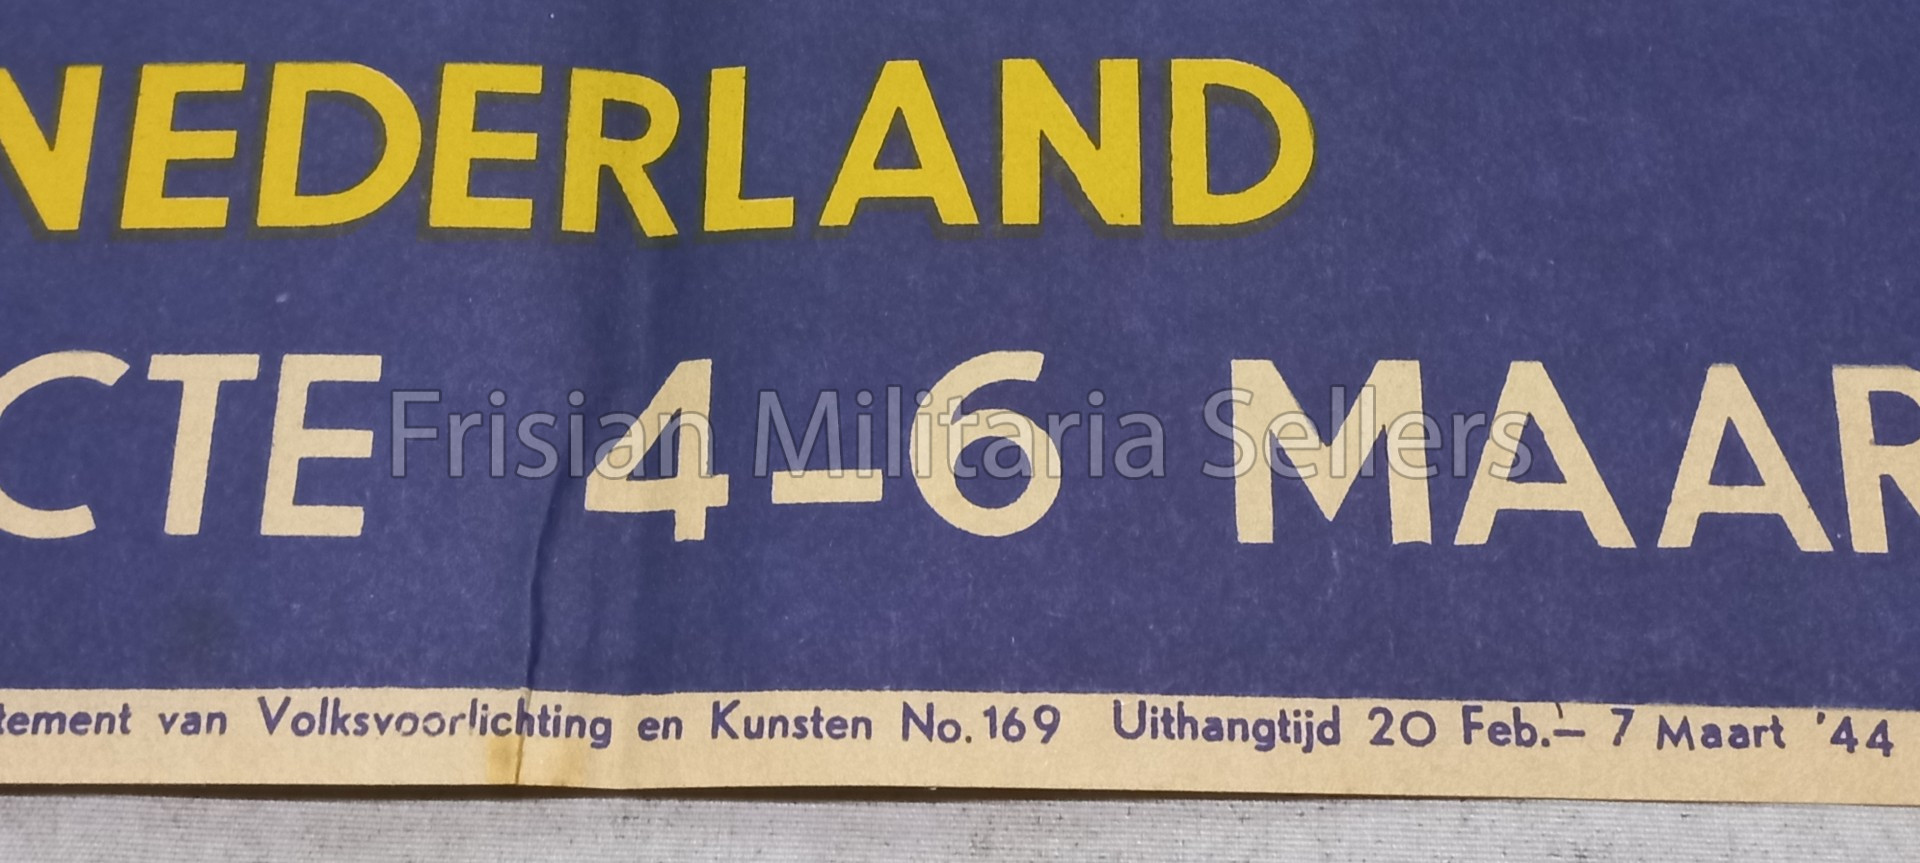 NEDERLAND
CTE 4-6 MAAR
Frisian Militaria Sellers
tement van Volksvoorlichting en Kunsten No. 169 Uithangtijd 20 Feb. - 7 Maart '44